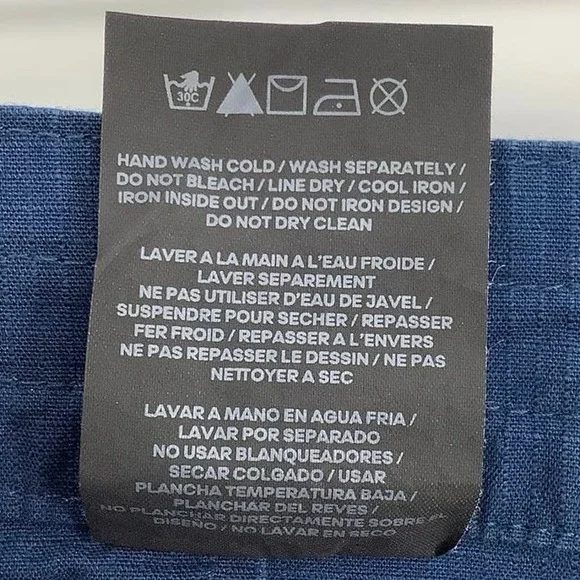 30C
HAND WASH COLD / WASH SEPARATELY /
DO NOT BLEACH / LINE DRY / COOL IRON /
IRON INSIDE OUT / DO NOT IRON DESIGN /
DO NOT DRY CLEAN
LAVER A LA MAIN A L'EAU FROIDE /
LAVER SEPAREMENT
NE PAS UTILISER D'EAU DE JAVEL /
SUSPENDRE POUR SECHER / REPASSER
FER FROID / REPASSER A L'ENVERS
NE PAS REPASSER LE DESSIN / NE PAS
NETTOYER A SEC
LAVAR A MANO EN AGUA FRIA /
LAVAR POR SEPARADO
NO USAR BLANQUEADORES /
SECAR COLGADO / USAR
PLANCHA TEMPERATURA BAJA /
PLANCHAR DEL REVES /
NO PLANCHAR DIRECTAMENTE SOBRE EL
DISEÑO / NO LAVAR EN SECO